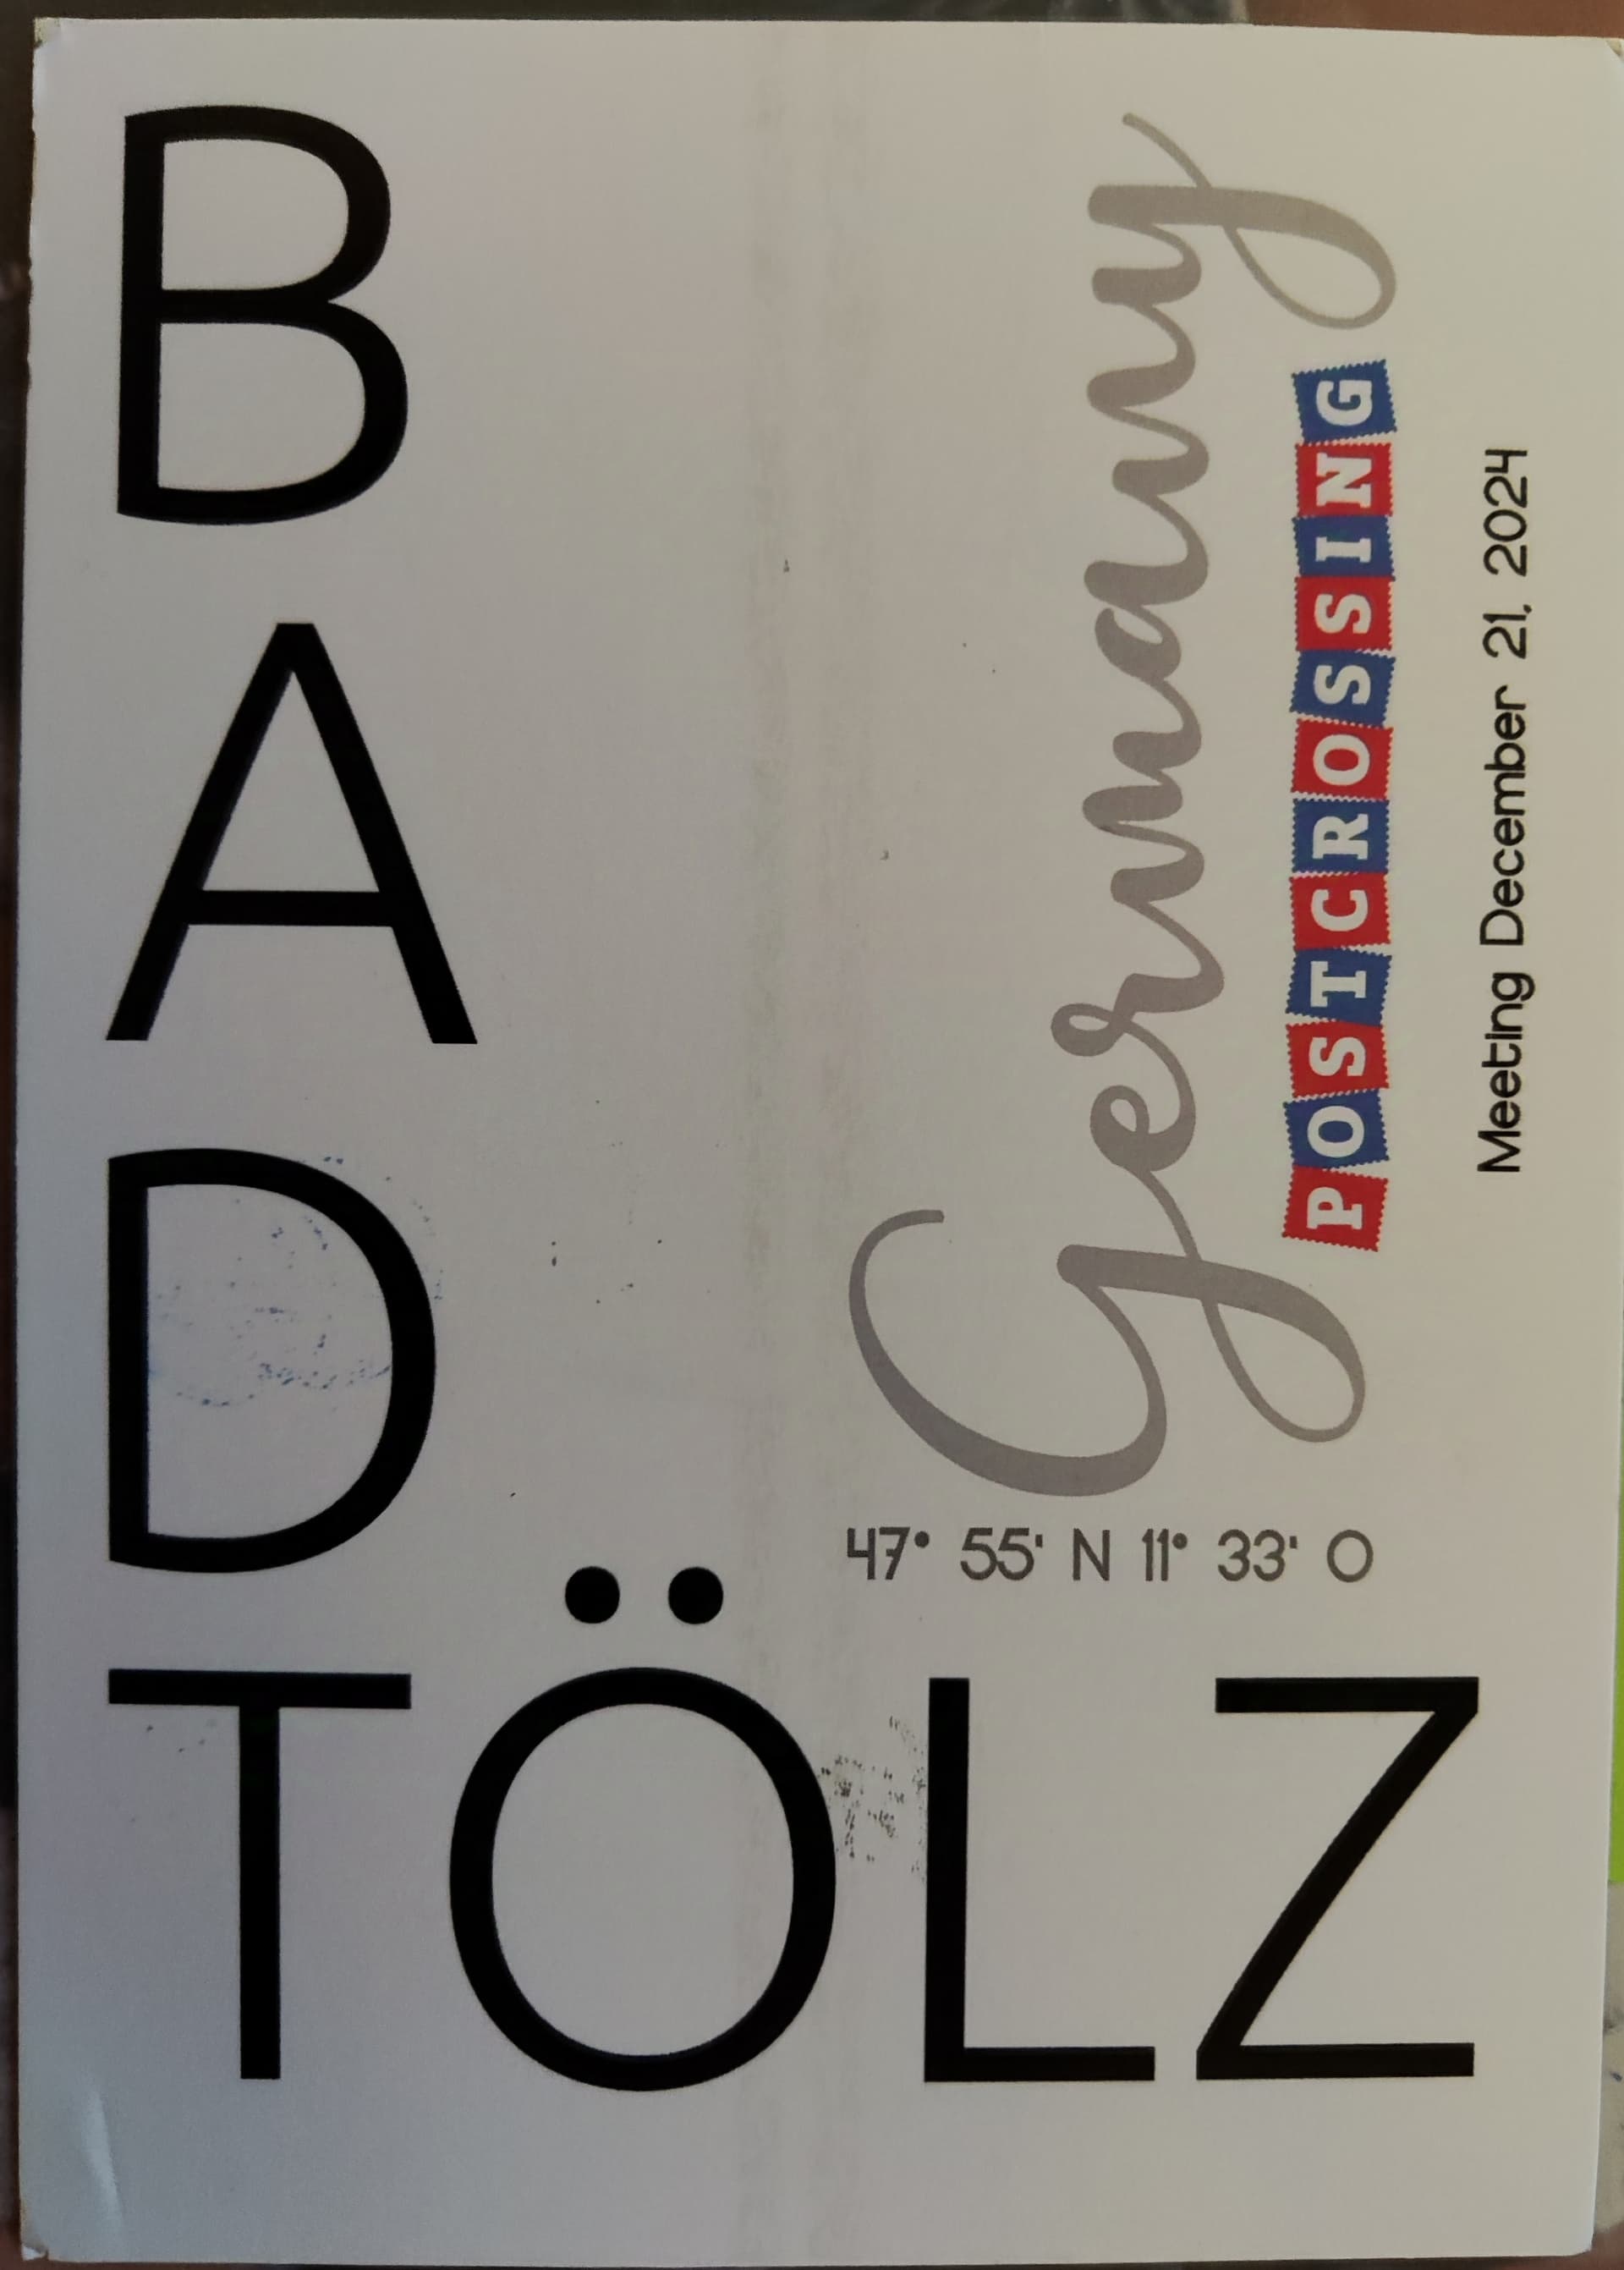 BAD
TÖLZ
47° 55' N 11° 33' O
Germany
POSTCROSSING
Meeting December 21, 2024